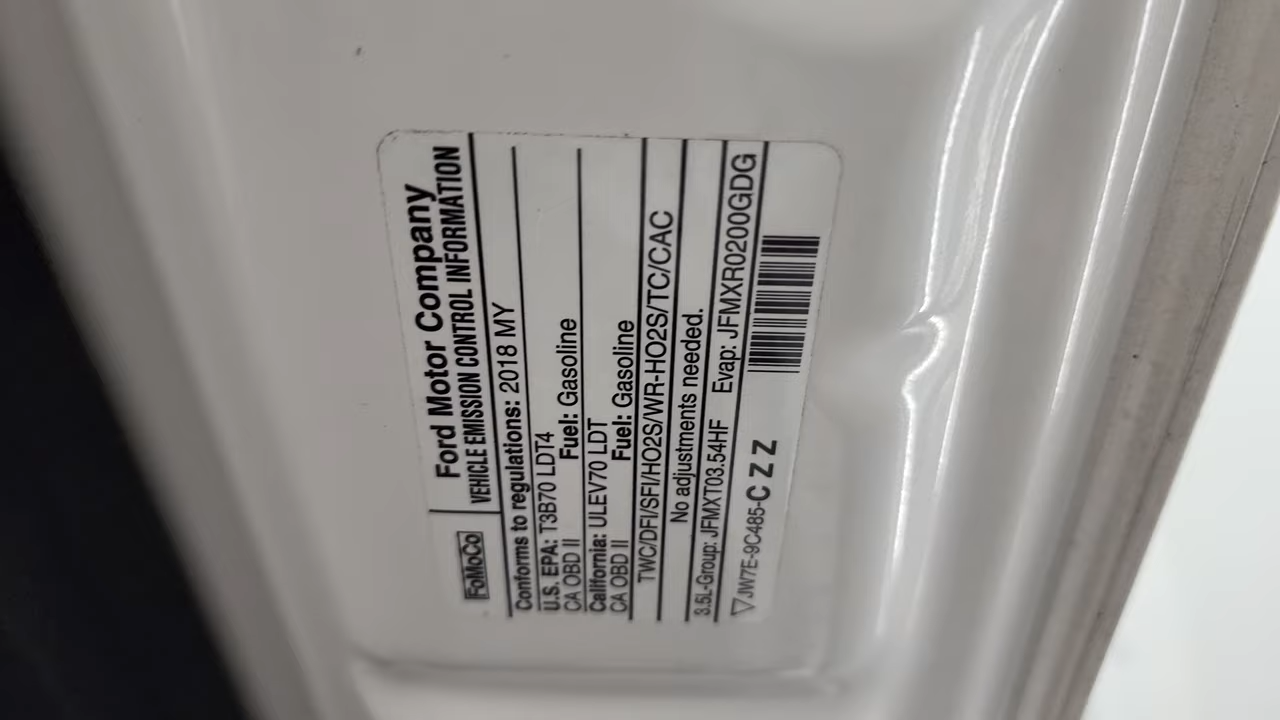 Ford Motor Company
FoMoCo VEHICLE EMISSION CONTROL INFORMATION
Conforms to regulations: 2018 MY
U.S. EPA: T3B70 LDT4
CA OBD II Fuel: Gasoline
California: ULEV70 LDT
CA OBD II Fuel: Gasoline
TWC/DFI/SFI/HO2S/WR-HO2S/TC/CAC
No adjustments needed.
3.5L-Group: JFMXT03.54HF Evap: JFMXR0200GDG
▽JW7E-9C485-CZZ